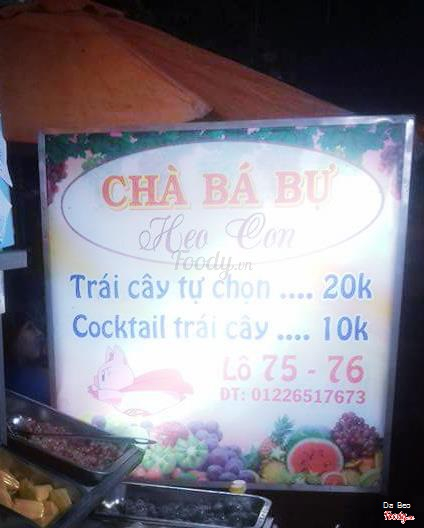 CHÀ BÁ BỰ
Heo Con
Foody.vn
Trái cây tự chọn .... 20k
Cocktail trái cây .... 10k
Lô 75 - 76
ĐT: 01226517673
Da Beo
Foody.vn